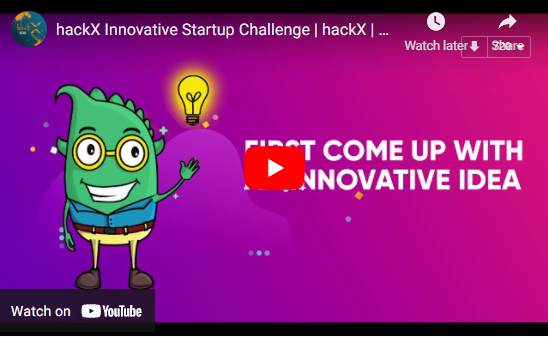 hackX Innovative Startup Challenge | hackX | ...
Watch later
Share
FIRST COME UP WITH
INNOVATIVE IDEA
Watch on YouTube